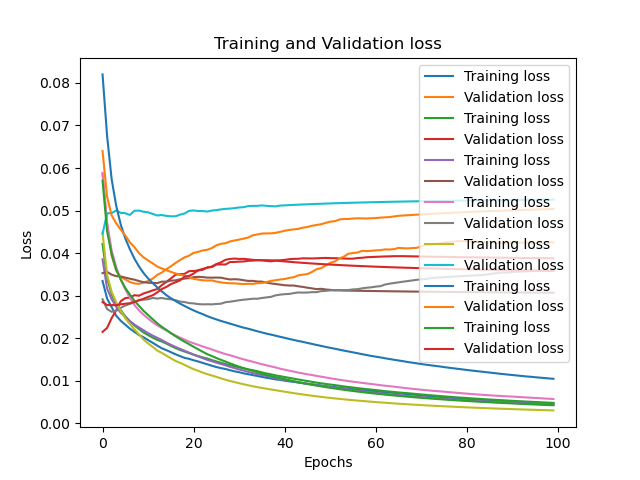 Training and Validation loss
Loss
0.08
0.07
0.06
0.05
0.04
0.03
0.02
0.01
0.00
Training loss
Validation loss
Training loss
Validation loss
Training loss
Validation loss
Training loss
Validation loss
Training loss
Validation loss
Training loss
Validation loss
Training loss
Validation loss
0 20 40 60 80 100
Epochs